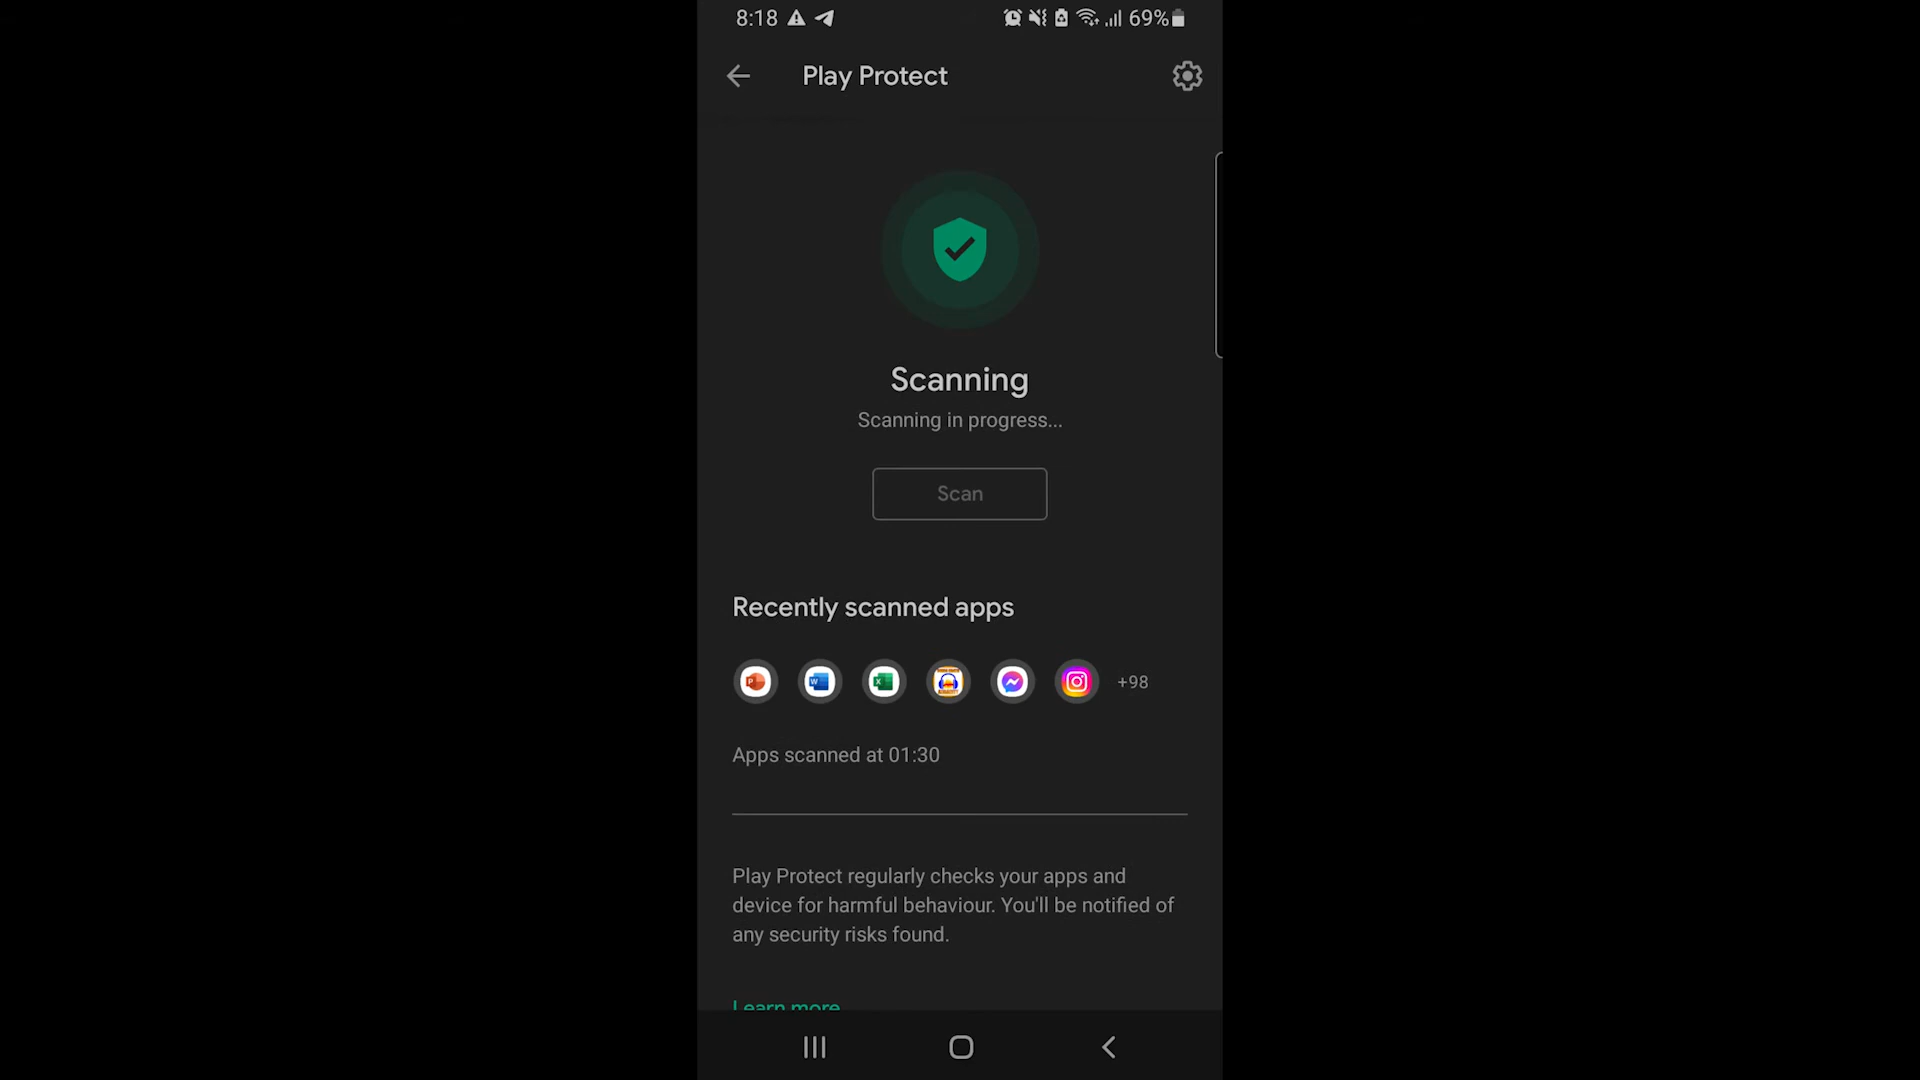 8:18 69%
Play Protect
Scanning
Scanning in progress...
Scan
Recently scanned apps
+98
Apps scanned at 01:30
Play Protect regularly checks your apps and
device for harmful behaviour. You'll be notified of
any security risks found.
Learn more